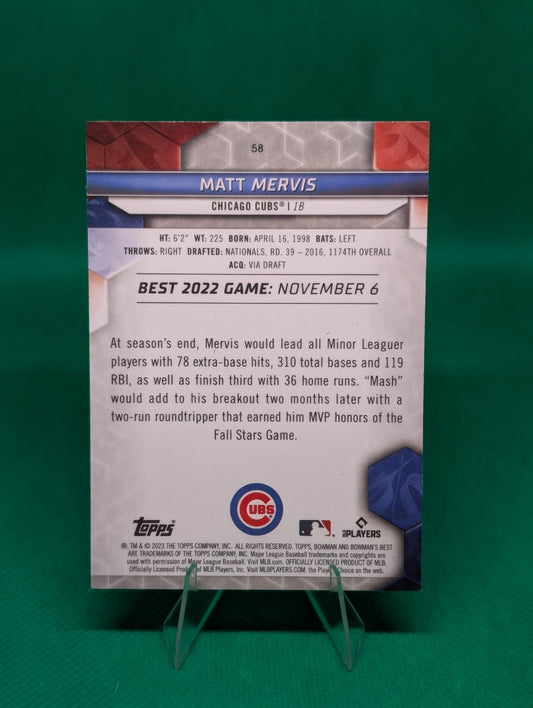 58
MATT MERVIS
CHICAGO CUBS® | 1B
HT: 6'2" WT: 225 BORN: APRIL 16, 1998 BATS: LEFT
THROWS: RIGHT DRAFTED: NATIONALS, RD. 39 – 2016, 1174TH OVERALL
ACQ: VIA DRAFT
BEST 2022 GAME: NOVEMBER 6
At season's end, Mervis would lead all Minor Leaguer
players with 78 extra-base hits, 310 total bases and 119
RBI, as well as finish third with 36 home runs. "Mash"
would add to his breakout two months later with a
two-run roundtripper that earned him MVP honors of the
Fall Stars Game.
CUBS
Topps
PLAYERS
®, TM & © 2023 THE TOPPS COMPANY, INC. ALL RIGHTS RESERVED. TOPPS, BOWMAN AND BOWMAN'S BEST
ARE TRADEMARKS OF THE TOPPS COMPANY, INC. Major League Baseball trademarks and copyrights are
used with permission of Major League Baseball. Visit MLB.com. OFFICIALLY LICENSED PRODUCT OF MLB.
Officially Licensed Product of MLB Players, Inc. Visit MLBPLAYERS.COM, the Players Choice on the web.